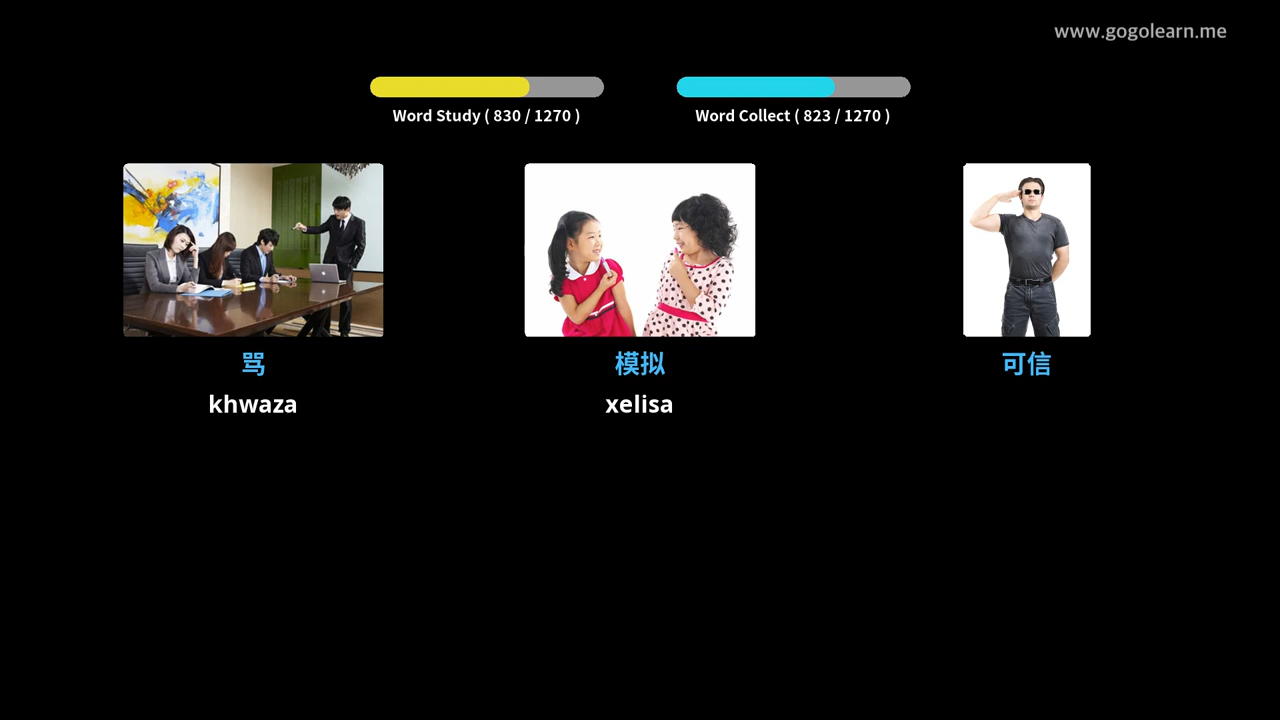 www.gogolearn.me
Word Study ( 830 / 1270 )
Word Collect ( 823 / 1270 )
骂
模拟
可信
khwaza
xelisa